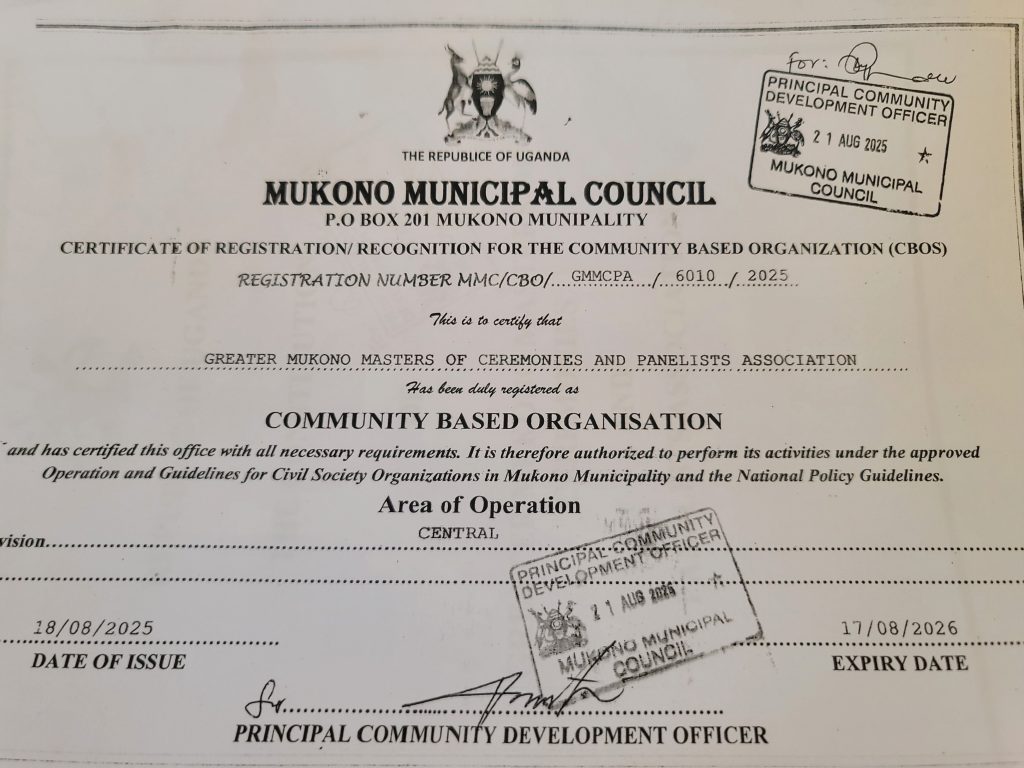 for:
PRINCIPAL COMMUNITY
DEVELOPMENT OFFICER
21 AUG 2025
MUKONO MUNICIPAL
COUNCIL
THE REPUBLICE OF UGANDA
MUKONO MUNICIPAL COUNCIL
P.O BOX 201 MUKONO MUNIPALITY
CERTIFICATE OF REGISTRATION/ RECOGNITION FOR THE COMMUNITY BASED ORGANIZATION (CBOS)
REGISTRATION NUMBER MMC/CBO/....GMMCPA.../..6010../..2025..
This is to certify that
GREATER MUKONO MASTERS OF CEREMONIES AND PANELISTS ASSOCIATION
Has been duly registered as
COMMUNITY BASED ORGANISATION
and has certified this office with all necessary requirements. It is therefore authorized to perform its activities under the approved
Operation and Guidelines for Civil Society Organizations in Mukono Municipality and the National Policy Guidelines.
Area of Operation
vision CENTRAL
PRINCIPAL COMMUNITY
DEVELOPMENT OFFICER
21 AUG 2025
MUKONO MUNICIPAL
COUNCIL
18/08/2025 17/08/2026
DATE OF ISSUE EXPIRY DATE
PRINCIPAL COMMUNITY DEVELOPMENT OFFICER